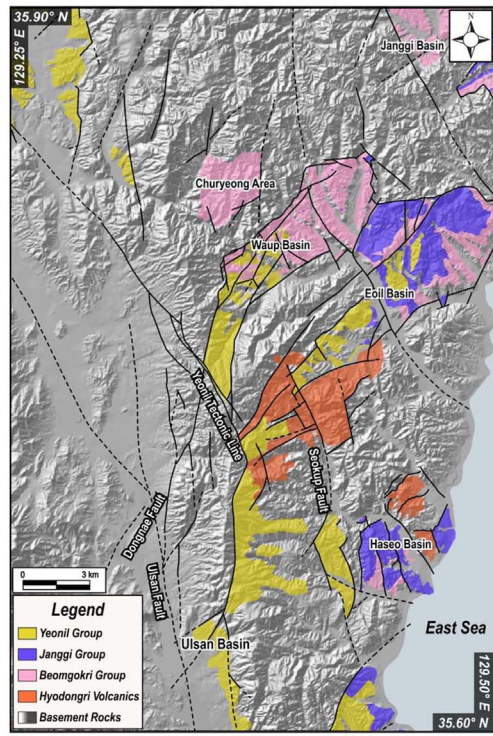 35.90° N
129.25° E
N
Janggi Basin
Churyeong Area
Waup Basin
Eoil Basin
Yeonil Tectonic Line
Seokup Fault
Dongnae Fault
Ulsan Fault
Haseo Basin
0 3 km
Legend
Yeonil Group
Janggi Group
Beomgokri Group
Hyodongri Volcanics
Basement Rocks
Ulsan Basin
East Sea
129.50° E
35.60° N